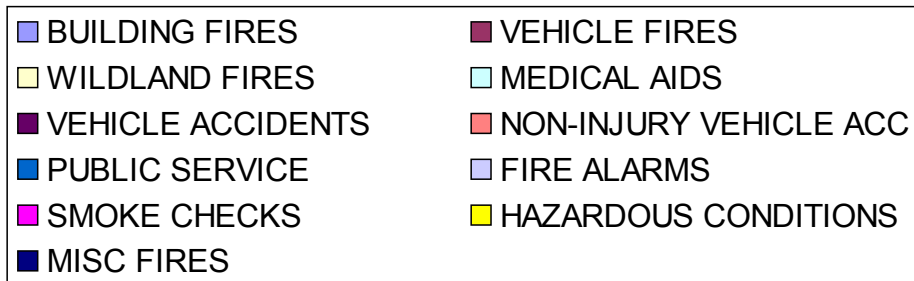 BUILDING FIRES VEHICLE FIRES
WILDLAND FIRES MEDICAL AIDS
VEHICLE ACCIDENTS NON-INJURY VEHICLE ACC
PUBLIC SERVICE FIRE ALARMS
SMOKE CHECKS HAZARDOUS CONDITIONS
MISC FIRES